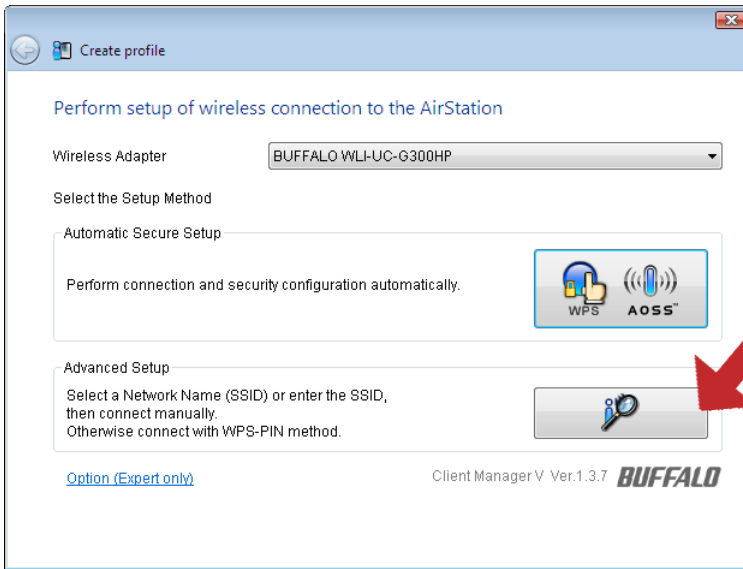 Create profile
Perform setup of wireless connection to the AirStation
Wireless Adapter
BUFFALO WLI-UC-G300HP
Select the Setup Method
Automatic Secure Setup
Perform connection and security configuration automatically.
WPS
AOSS™
Advanced Setup
Select a Network Name (SSID) or enter the SSID,
then connect manually.
Otherwise connect with WPS-PIN method.
Option (Expert only)
Client Manager V Ver.1.3.7 BUFFALO